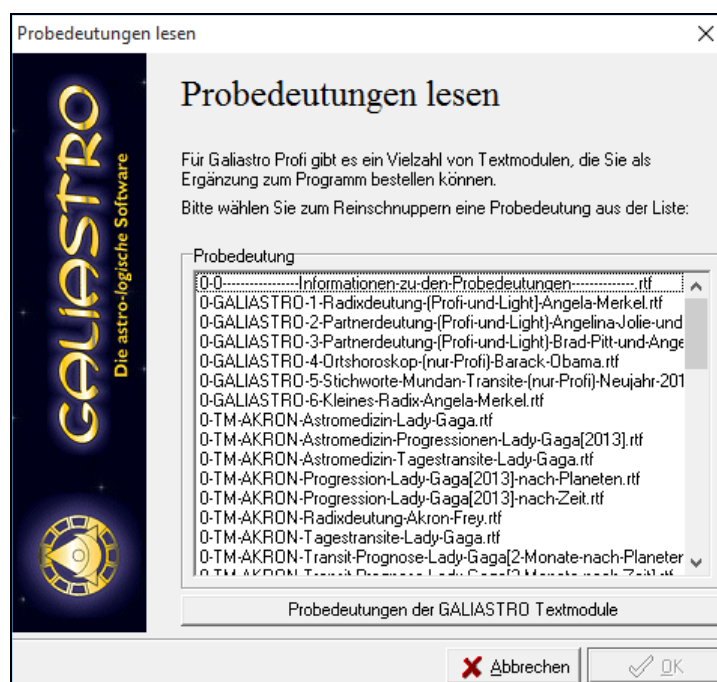 Probedeutungen lesen
GALIASTRO
Die astro-logische Software
Probedeutungen lesen
Für Galiastro Profi gibt es ein Vielzahl von Textmodulen, die Sie als
Ergänzung zum Programm bestellen können.
Bitte wählen Sie zum Reinschnuppern eine Probedeutung aus der Liste:
Probedeutung
0-0-----------------Informationen-zu-den-Probedeutungen--------------.rtf
0-GALIASTRO-1-Radixdeutung-(Profi-und-Light)-Angela-Merkel.rtf
0-GALIASTRO-2-Partnerdeutung-(Profi-und-Light)-Angelina-Jolie-und
0-GALIASTRO-3-Partnerdeutung-(Profi-und-Light)-Brad-Pitt-und-Ange
0-GALIASTRO-4-Ortshoroskop-(nur-Profi)-Barack-Obama.rtf
0-GALIASTRO-5-Stichworte-Mundan-Transite-(nur-Profi)-Neujahr-201
0-GALIASTRO-6-Kleines-Radix-Angela-Merkel.rtf
0-TM-AKRON-Astromedizin-Lady-Gaga.rtf
0-TM-AKRON-Astromedizin-Progressionen-Lady-Gaga[2013].rtf
0-TM-AKRON-Astromedizin-Tagestransite-Lady-Gaga.rtf
0-TM-AKRON-Progression-Lady-Gaga[2013]-nach-Planeten.rtf
0-TM-AKRON-Progression-Lady-Gaga[2013]-nach-Zeit.rtf
0-TM-AKRON-Radixdeutung-Akron-Frey.rtf
0-TM-AKRON-Tagestransite-Lady-Gaga.rtf
0-TM-AKRON-Transit-Prognose-Lady-Gaga[2-Monate-nach-Planeter
Probedeutungen der GALIASTRO Textmodule
Abbrechen
OK